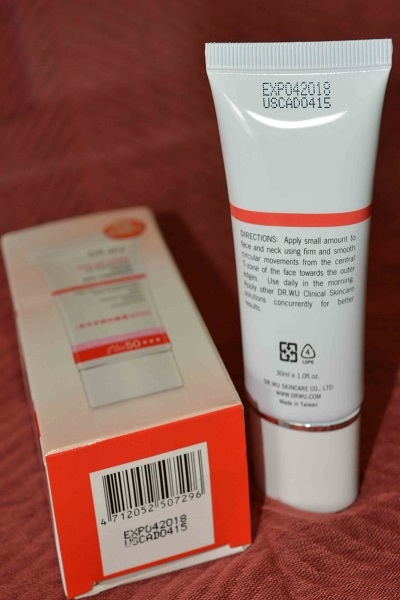 EXP042018
USCAD0415
DIRECTIONS: Apply small amount to
face and neck using firm and smooth
circular movements from the central
T-zone of the face towards the outer
edges. Use daily in the morning.
Apply other DR.WU Clinical Skincare
solutions concurrently for better
results.
4
LDPE
30ml e 1.0fl.oz.
DR.WU SKINCARE CO., LTD.
WWW.DRWU.COM
Made in Taiwan
50+++
4 712052 507296
EXP042018
USCAD0415